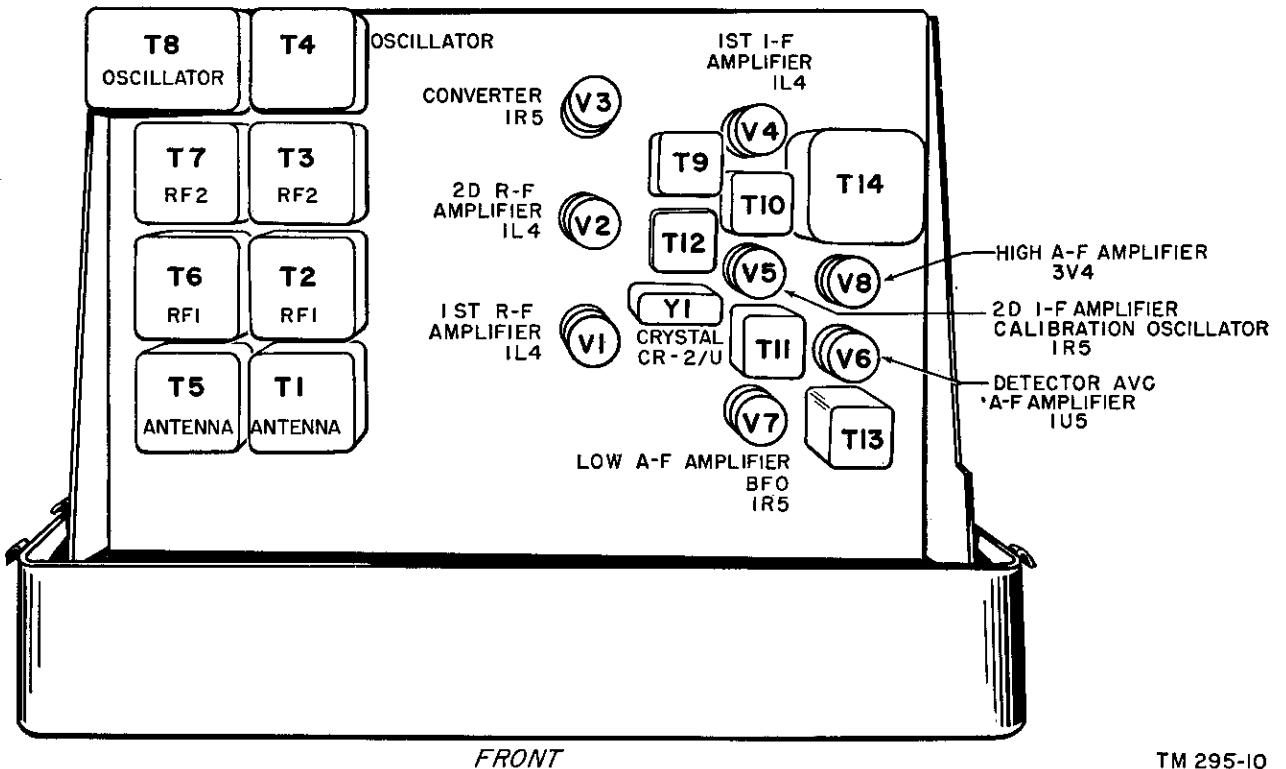 T8
OSCILLATOR
T4
OSCILLATOR
T7
RF2
T3
RF2
T6
RF1
T2
RF1
T5
ANTENNA
T1
ANTENNA
CONVERTER
1R5
V3
2D R-F
AMPLIFIER
1L4
V2
1ST R-F
AMPLIFIER
1L4
V1
1ST I-F
AMPLIFIER
1L4
V4
T9
T10
T14
T12
V5
V8
Y1
CRYSTAL
CR-2/U
T11
V6
V7
T13
LOW A-F AMPLIFIER
BFO
1R5
HIGH A-F AMPLIFIER
3V4
2D I-F AMPLIFIER
CALIBRATION OSCILLATOR
1R5
DETECTOR AVC
A-F AMPLIFIER
1U5
FRONT
TM 295-10